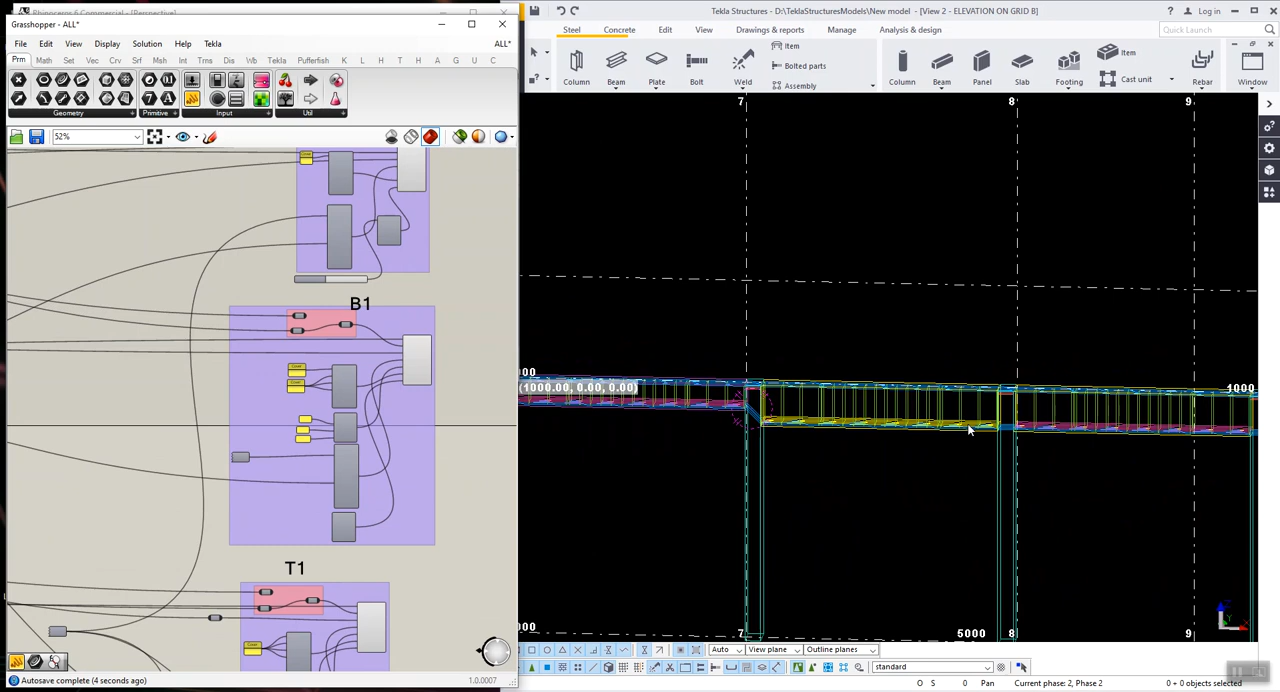 Rhinoceros 6 Commercial - [Perspective]
Grasshopper - ALL*
File Edit View Display Solution Help Tekla ALL*
Prm Math Set Vec Crv Srf Msh Int Trns Dis Wb Tekla Pufferfish K L H A G U C
Geometry Primitive Input Util
52%
B1
T1
Autosave complete (4 seconds ago)
1.0.0007
Tekla Structures - D:\TeklaStructuresModels\New model - [View 2 - ELEVATION ON GRID B]
Log in
Steel Concrete Edit View Manage Drawings & reports Analysis & design
Quick Launch
Column Beam Plate Bolt Weld Item Bolted parts Assembly
Column Beam Panel Slab Footing Item Cast unit Rebar Window
7 8 9
(1000.00, 0.00, 0.00)
1000
7 5000 8 9
Auto View plane Outline planes
standard
O S 0 Pan Current phase: 2, Phase 2 0 + 0 objects selected